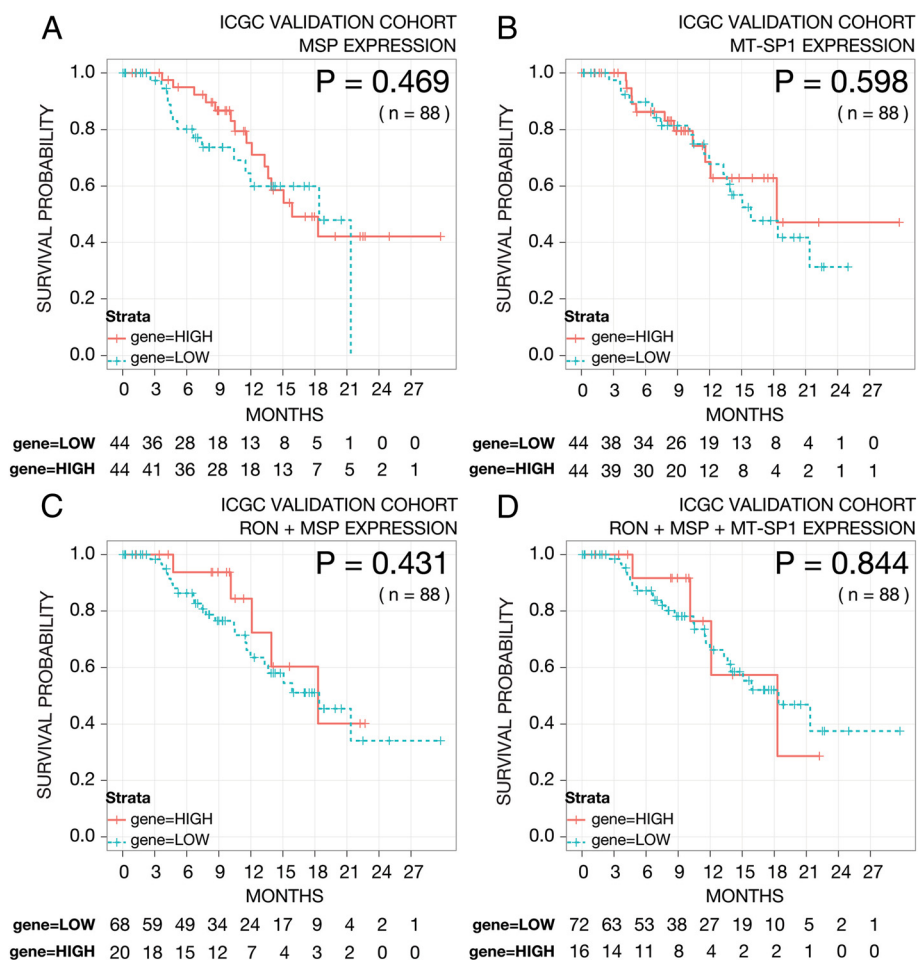 A
ICGC VALIDATION COHORT
MSP EXPRESSION
P = 0.469
( n = 88 )
SURVIVAL PROBABILITY
1.0
0.8
0.6
0.4
0.2
0.0
Strata
gene=HIGH
gene=LOW
0 3 6 9 12 15 18 21 24 27
MONTHS
gene=LOW 44 36 28 18 13 8 5 1 0 0
gene=HIGH 44 41 36 28 18 13 7 5 2 1
B
ICGC VALIDATION COHORT
MT-SP1 EXPRESSION
P = 0.598
( n = 88 )
SURVIVAL PROBABILITY
1.0
0.8
0.6
0.4
0.2
0.0
Strata
gene=HIGH
gene=LOW
0 3 6 9 12 15 18 21 24 27
MONTHS
gene=LOW 44 38 34 26 19 13 8 4 1 0
gene=HIGH 44 39 30 20 12 8 4 2 1 1
C
ICGC VALIDATION COHORT
RON + MSP EXPRESSION
P = 0.431
( n = 88 )
SURVIVAL PROBABILITY
1.0
0.8
0.6
0.4
0.2
0.0
Strata
gene=HIGH
gene=LOW
0 3 6 9 12 15 18 21 24 27
MONTHS
gene=LOW 68 59 49 34 24 17 9 4 2 1
gene=HIGH 20 18 15 12 7 4 3 2 0 0
D
ICGC VALIDATION COHORT
RON + MSP + MT-SP1 EXPRESSION
P = 0.844
( n = 88 )
SURVIVAL PROBABILITY
1.0
0.8
0.6
0.4
0.2
0.0
Strata
gene=HIGH
gene=LOW
0 3 6 9 12 15 18 21 24 27
MONTHS
gene=LOW 72 63 53 38 27 19 10 5 2 1
gene=HIGH 16 14 11 8 4 2 2 1 0 0